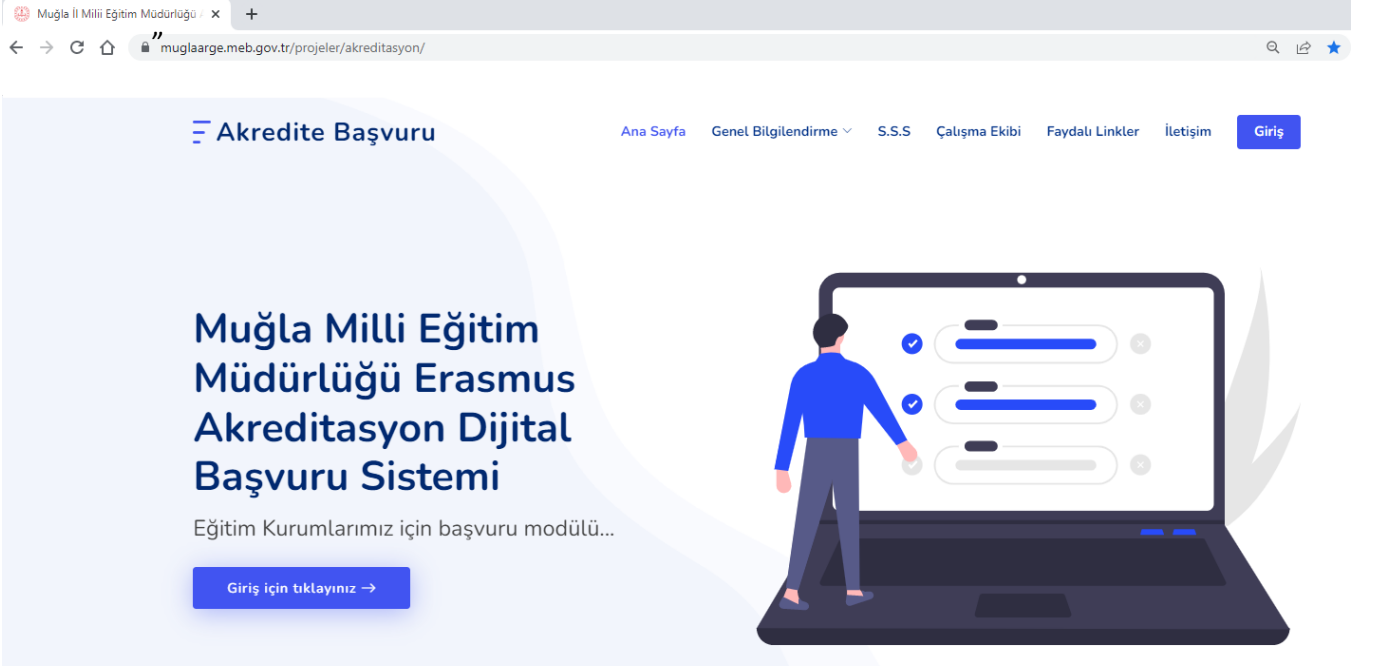 Muğla İl Milii Eğitim Müdürlüğü
”
muglaarge.meb.gov.tr/projeler/akreditasyon/
Akredite Başvuru
Ana Sayfa Genel Bilgilendirme S.S.S Çalışma Ekibi Faydalı Linkler İletişim Giriş
Muğla Milli Eğitim
Müdürlüğü Erasmus
Akreditasyon Dijital
Başvuru Sistemi
Eğitim Kurumlarımız için başvuru modülü...
Giriş için tıklayınız →